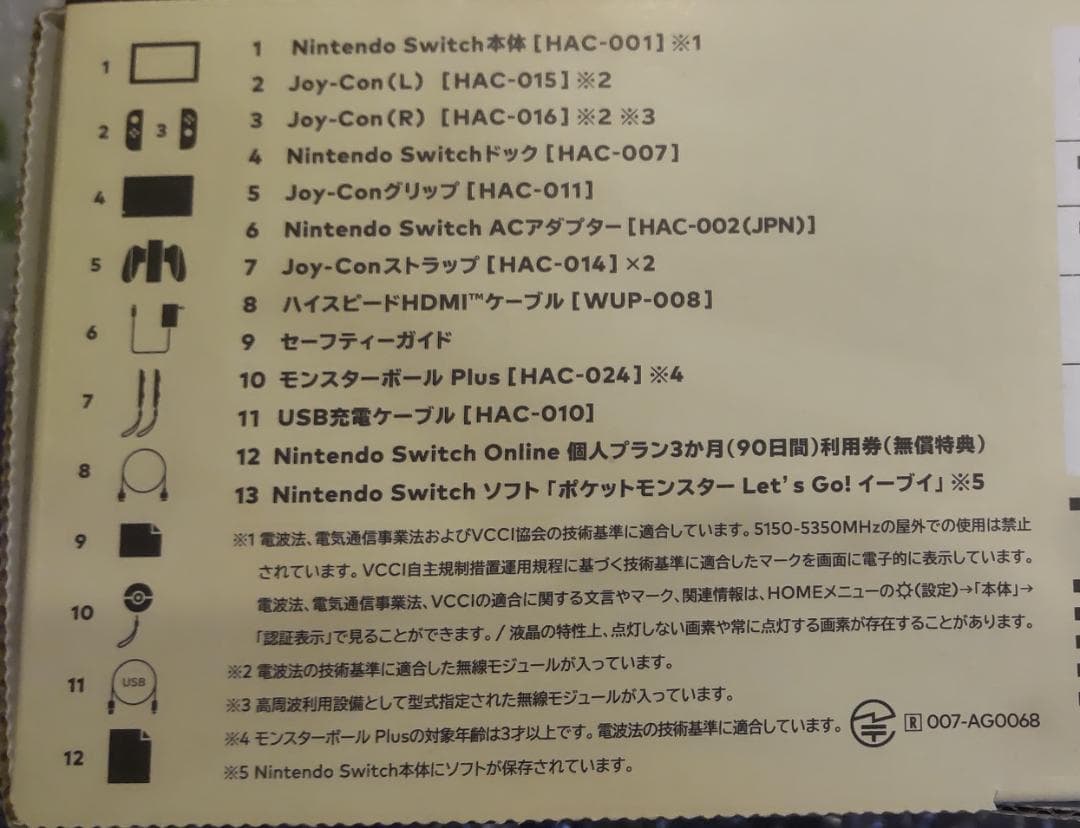 1 Nintendo Switch本体［HAC-001］※1
2 Joy-Con（L）［HAC-015］※2
3 Joy-Con（R）［HAC-016］※2 ※3
4 Nintendo Switchドック［HAC-007］
5 Joy-Conグリップ［HAC-011］
6 Nintendo Switch ACアダプター［HAC-002（JPN）］
7 Joy-Conストラップ［HAC-014］×2
8 ハイスピードHDMI™ケーブル［WUP-008］
9 セーフティーガイド
10 モンスターボール Plus［HAC-024］※4
11 USB充電ケーブル［HAC-010］
12 Nintendo Switch Online 個人プラン3か月（90日間）利用券（無償特典）
13 Nintendo Switch ソフト「ポケットモンスター Let's Go! イーブイ」※5
※1 電波法、電気通信事業法およびVCCI協会の技術基準に適合しています。5150-5350MHzの屋外での使用は禁止
されています。VCCI自主規制措置運用規程に基づく技術基準に適合したマークを画面に電子的に表示しています。
電波法、電気通信事業法、VCCIの適合に関する文言やマーク、関連情報は、HOMEメニューの（設定）→「本体」→
「認証表示」で見ることができます。/ 液晶の特性上、点灯しない画素や常に点灯する画素が存在することがあります。
※2 電波法の技術基準に適合した無線モジュールが入っています。
※3 高周波利用設備として型式指定された無線モジュールが入っています。
※4 モンスターボール Plusの対象年齢は3才以上です。電波法の技術基準に適合しています。
R 007-AG0068
※5 Nintendo Switch本体にソフトが保存されています。
1
2 3
4
5
6
7
8
9
10
11 USB
12